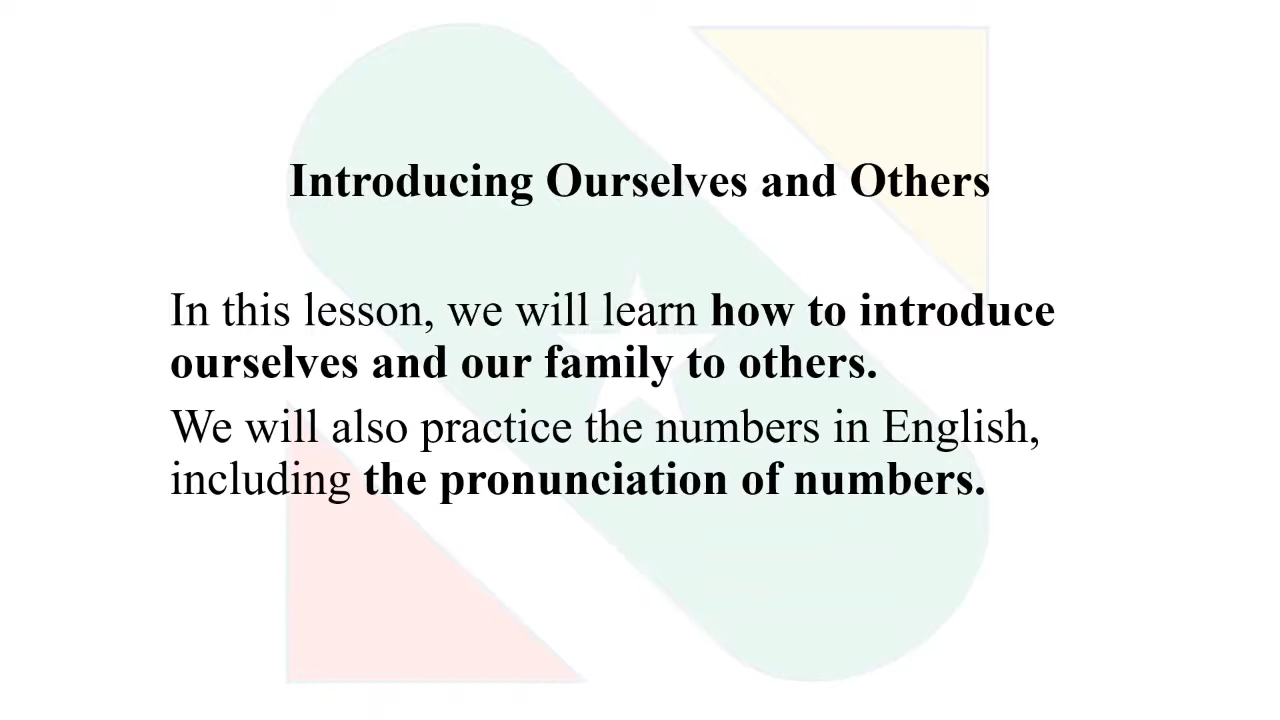 Introducing Ourselves and Others
In this lesson, we will learn how to introduce
ourselves and our family to others.
We will also practice the numbers in English,
including the pronunciation of numbers.